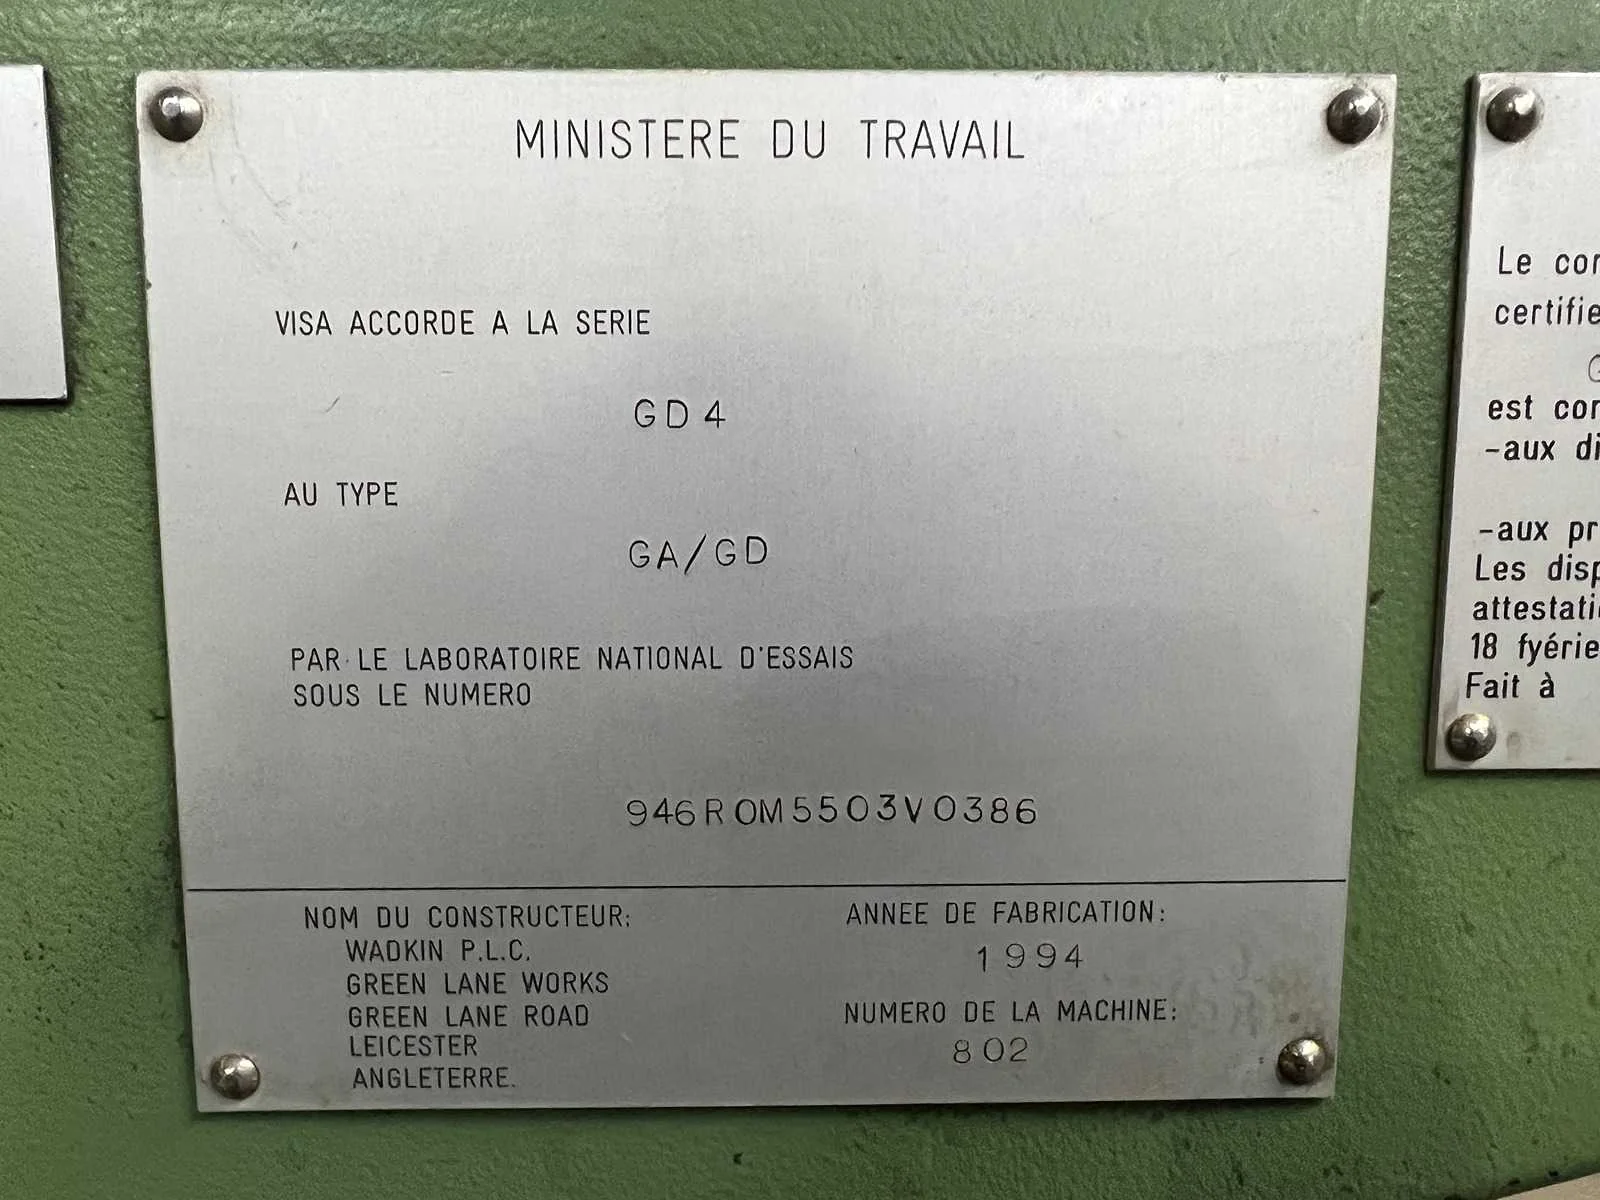 MINISTERE DU TRAVAIL
VISA ACCORDE A LA SERIE
GD4
AU TYPE
GA/GD
PAR LE LABORATOIRE NATIONAL D'ESSAIS
SOUS LE NUMERO
946R0M5503V0386
NOM DU CONSTRUCTEUR:
WADKIN P.L.C.
GREEN LANE WORKS
GREEN LANE ROAD
LEICESTER
ANGLETERRE.
ANNEE DE FABRICATION:
1994
NUMERO DE LA MACHINE:
802
Le
est
-aux
-aux
Les
18
Fait à